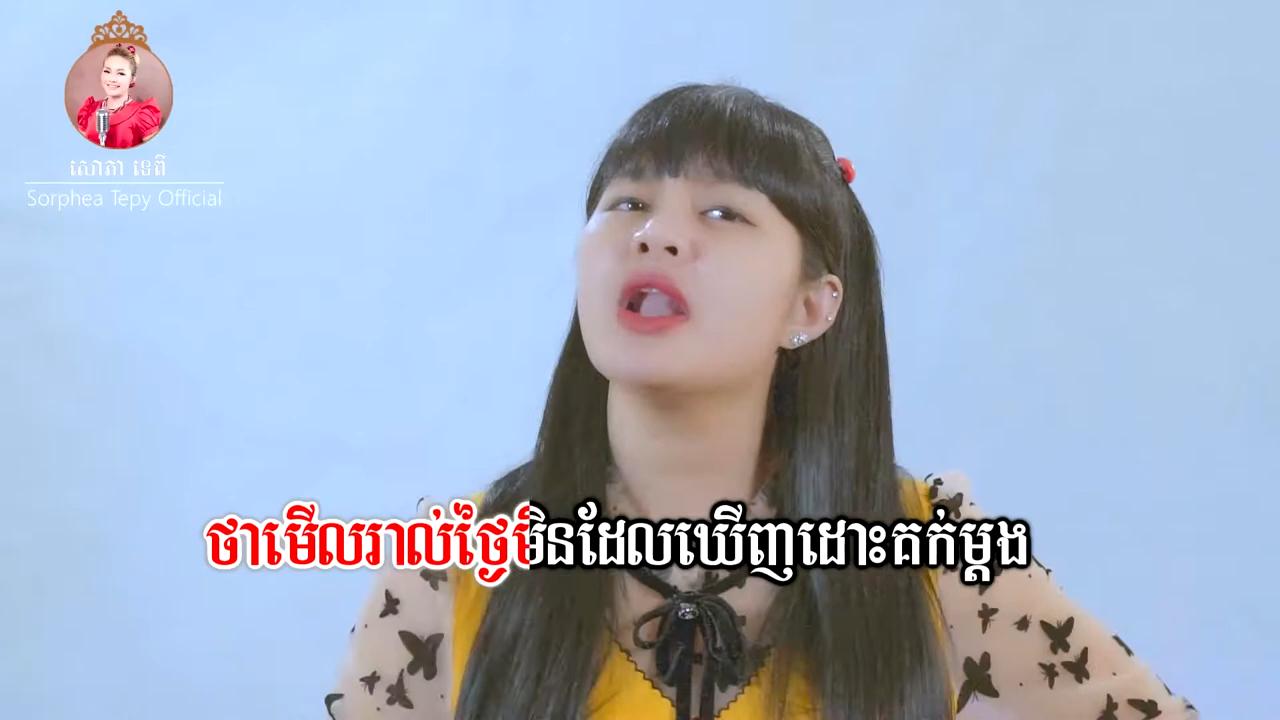 សោភា ទេពី
Sorphea Tepy Official
ថាមើលរាល់ថ្ងៃមិនដែលឃើញដោះគក់ម្ដង